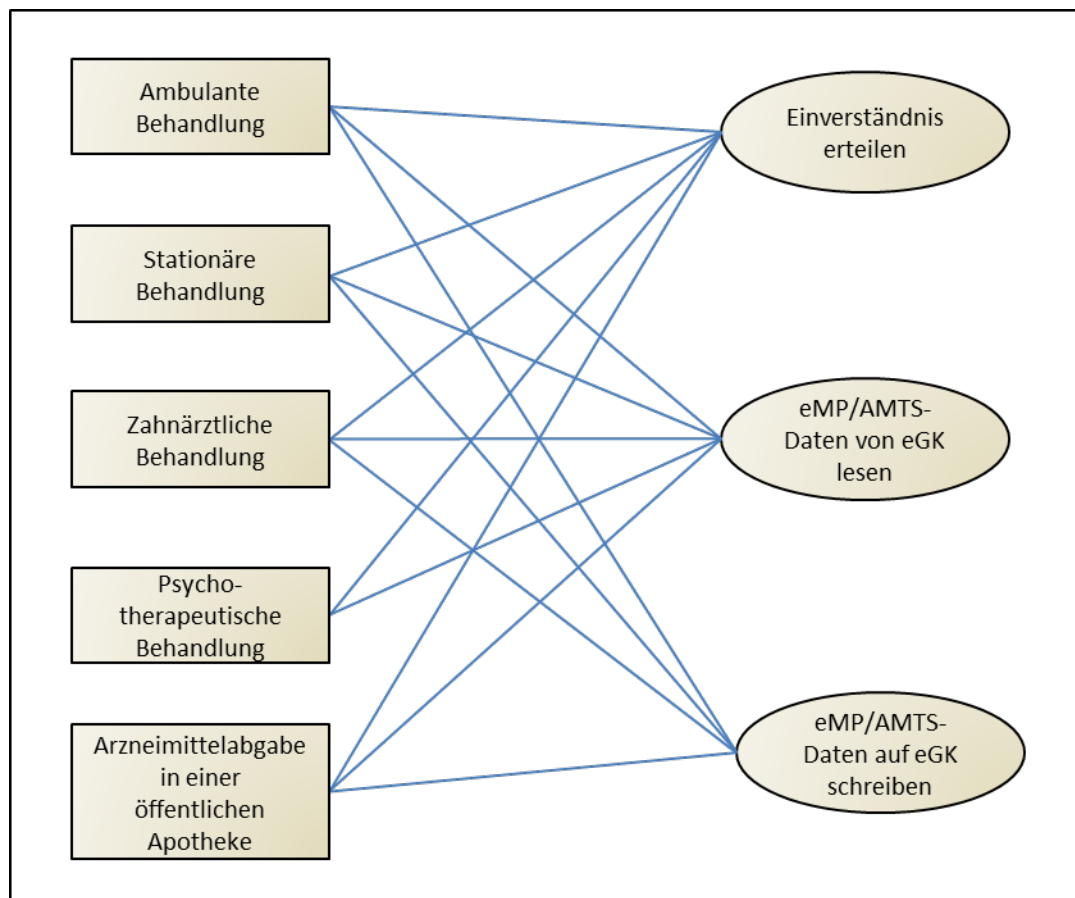 Ambulante
Behandlung
Einverständnis
erteilen
Stationäre
Behandlung
Zahnärztliche
Behandlung
eMP/AMTS-
Daten von eGK
lesen
Psycho-
therapeutische
Behandlung
Arzneimittelabgabe
in einer
öffentlichen
Apotheke
eMP/AMTS-
Daten auf eGK
schreiben